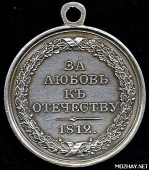 ЗА
ЛЮБОВЬ
КЪ
ОТЕЧЕСТВУ
1812.
MOZHAY.NET